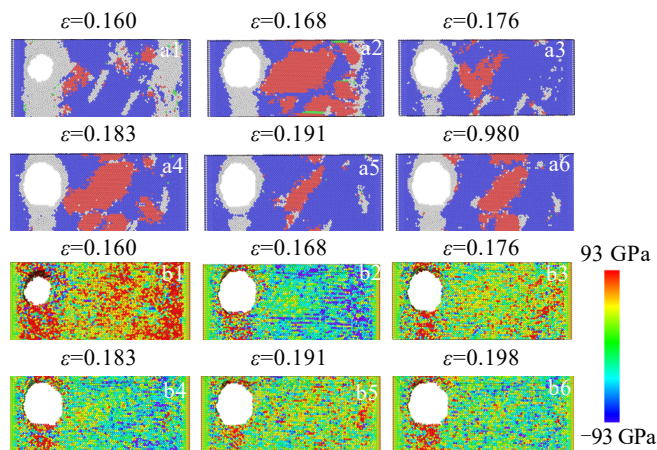 ε=0.160 ε=0.168 ε=0.176
a1 a2 a3
ε=0.183 ε=0.191 ε=0.980
a4 a5 a6
ε=0.160 ε=0.168 ε=0.176
93 GPa
b1 b2 b3
ε=0.183 ε=0.191 ε=0.198
b4 b5 b6
−93 GPa